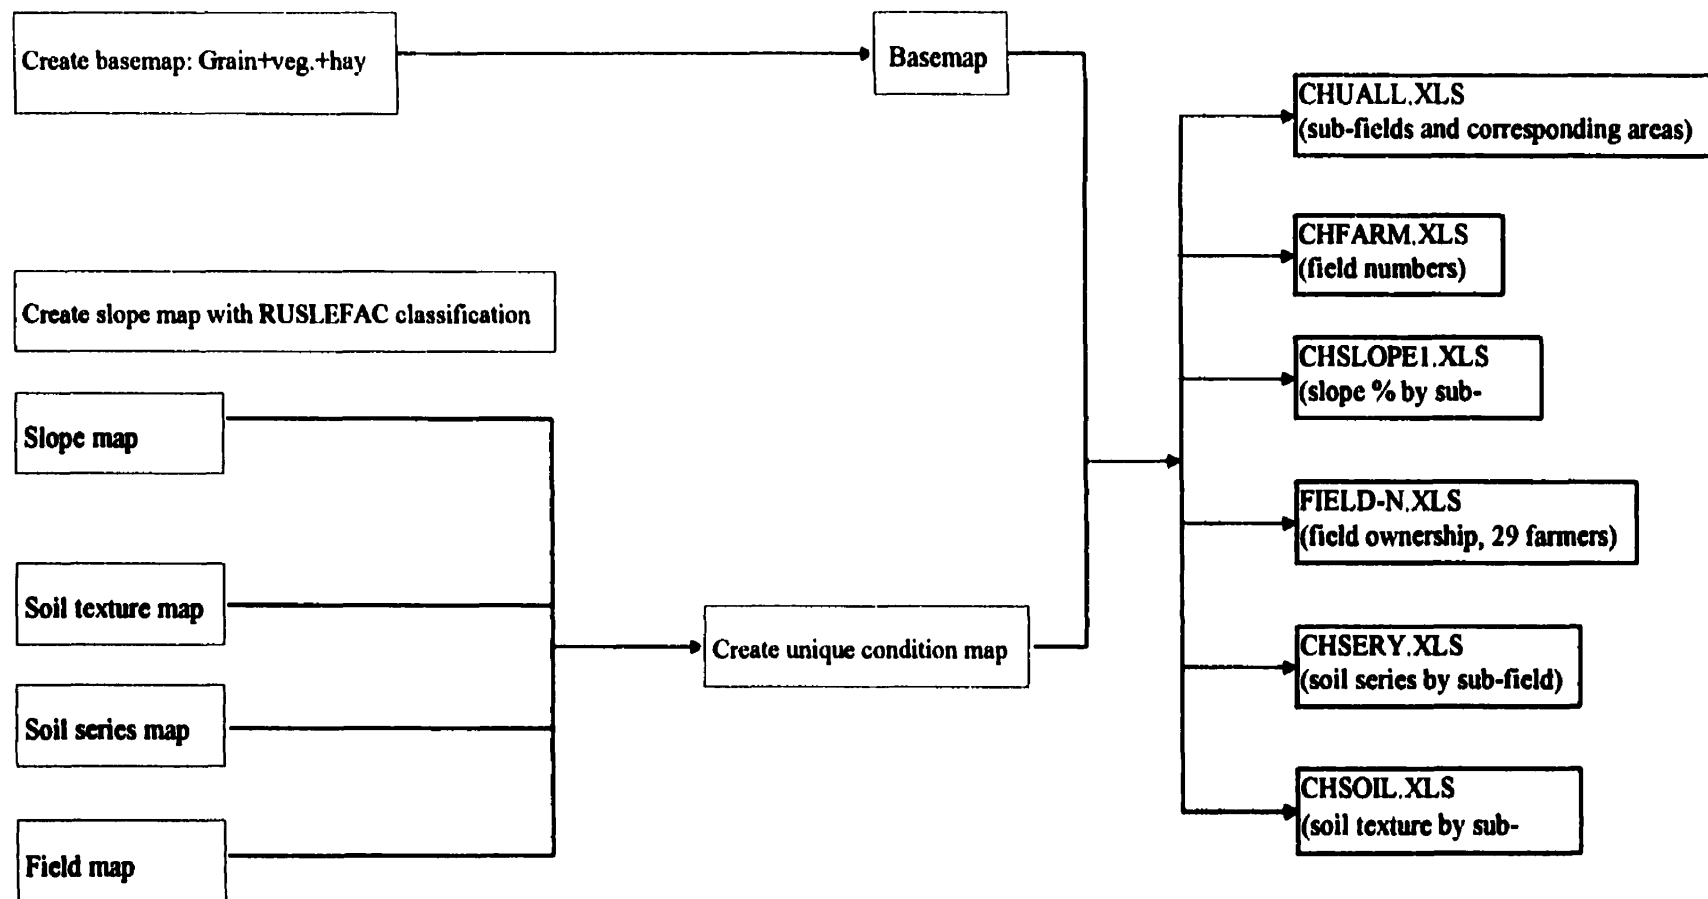 Create basemap: Grain+veg.+hay
Basemap
CHUALL.XLS
(sub-fields and corresponding areas)
CHFARM.XLS
(field numbers)
Create slope map with RUSLEFAC classification
CHSLOPE1.XLS
(slope % by sub-
Slope map
FIELD-N.XLS
(field ownership, 29 farmers)
Soil texture map
Create unique condition map
CHSERY.XLS
(soil series by sub-field)
Soil series map
CHSOIL.XLS
(soil texture by sub-
Field map